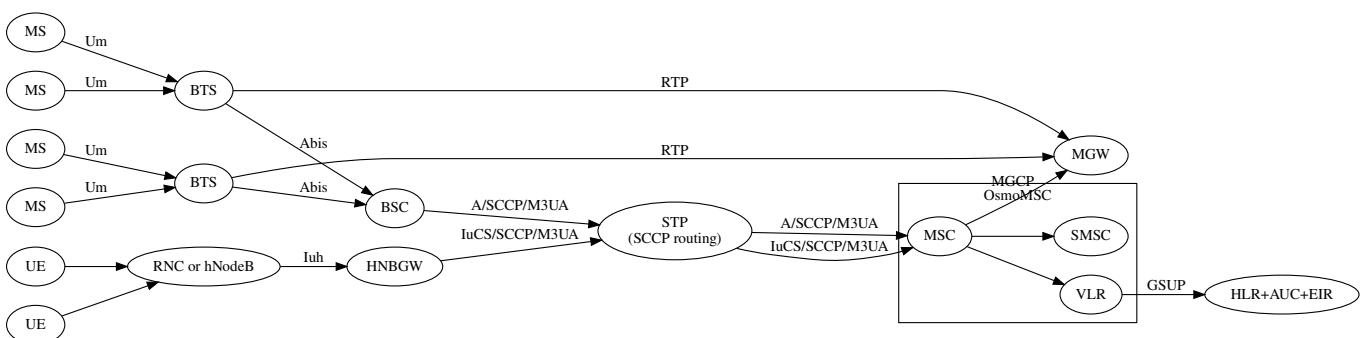 MS
Um
MS
Um
BTS
RTP
MS
Um
Abis
MS
Um
BTS
RTP
Abis
MGW
BSC
A/SCCP/M3UA
IuCS/SCCP/M3UA
STP
(SCCP routing)
A/SCCP/M3UA
IuCS/SCCP/M3UA
MGCP
OsmoMSC
MSC
SMSC
UE
RNC or hNodeB
Iuh
HNBGW
VLR
GSUP
HLR+AUC+EIR
UE